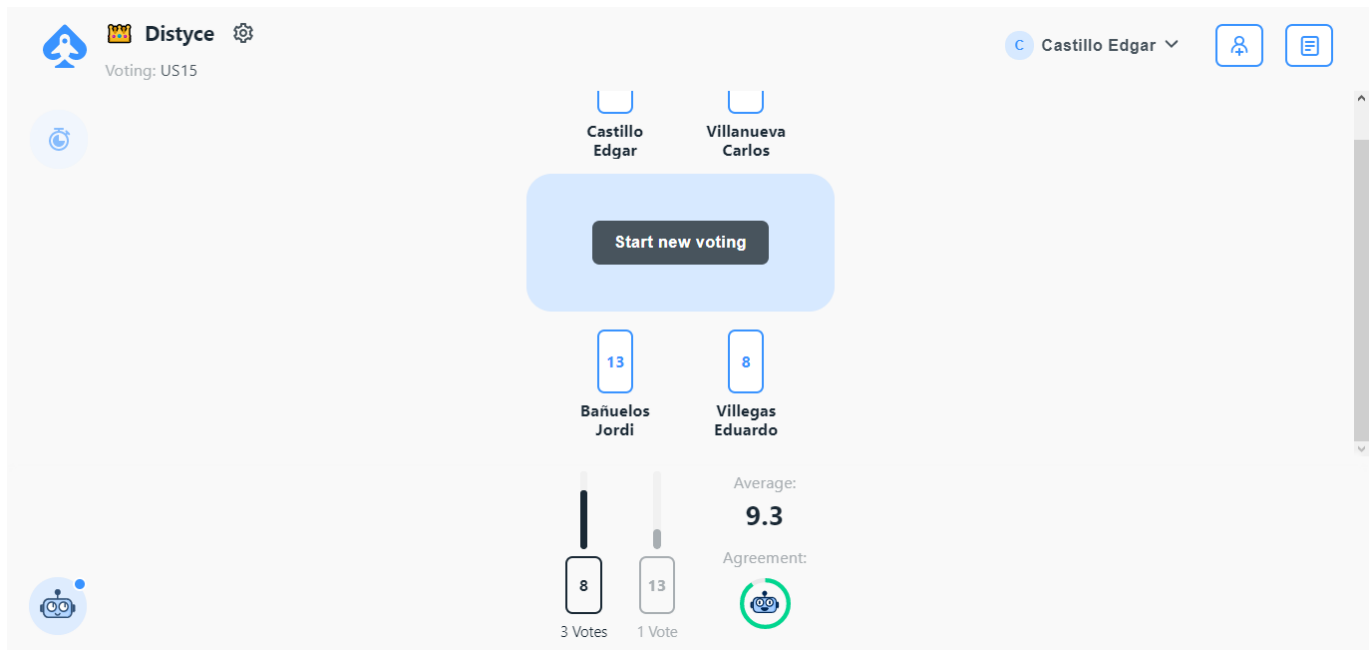 Distyce
Voting: US15
C Castillo Edgar
Castillo
Edgar
Villanueva
Carlos
Start new voting
13
8
Bañuelos
Jordi
Villegas
Eduardo
8
3 Votes
13
1 Vote
Average:
9.3
Agreement: